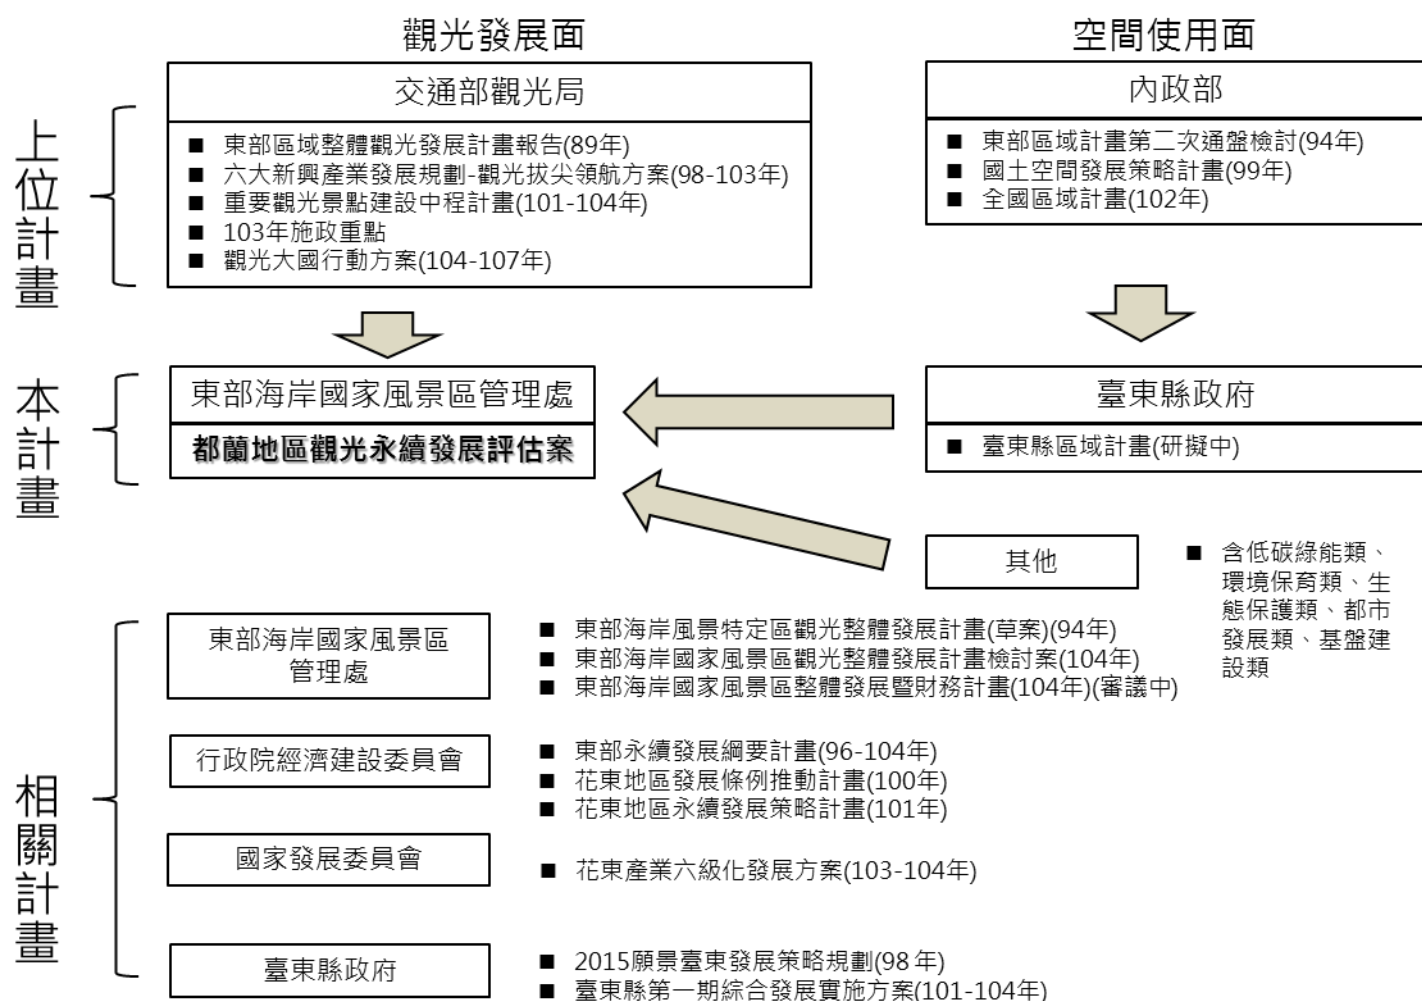 觀光發展面
空間使用面
上位計畫
交通部觀光局
■ 東部區域整體觀光發展計畫報告(89年)
■ 六大新興產業發展規劃-觀光拔尖領航方案(98-103年)
■ 重要觀光景點建設中程計畫(101-104年)
■ 103年施政重點
■ 觀光大國行動方案(104-107年)
內政部
■ 東部區域計畫第二次通盤檢討(94年)
■ 國土空間發展策略計畫(99年)
■ 全國區域計畫(102年)
本計畫
東部海岸國家風景區管理處
都蘭地區觀光永續發展評估案
臺東縣政府
■ 臺東縣區域計畫(研擬中)
其他
■ 含低碳綠能類、
環境保育類、生
態保護類、都市
發展類、基盤建
設類
相關計畫
東部海岸國家風景區
管理處
■ 東部海岸風景特定區觀光整體發展計畫(草案)(94年)
■ 東部海岸國家風景區觀光整體發展計畫檢討案(104年)
■ 東部海岸國家風景區整體發展暨財務計畫(104年)(審議中)
行政院經濟建設委員會
■ 東部永續發展綱要計畫(96-104年)
■ 花東地區發展條例推動計畫(100年)
■ 花東地區永續發展策略計畫(101年)
國家發展委員會
■ 花東產業六級化發展方案(103-104年)
臺東縣政府
■ 2015願景臺東發展策略規劃(98 年)
■ 臺東縣第一期綜合發展實施方案(101-104年)